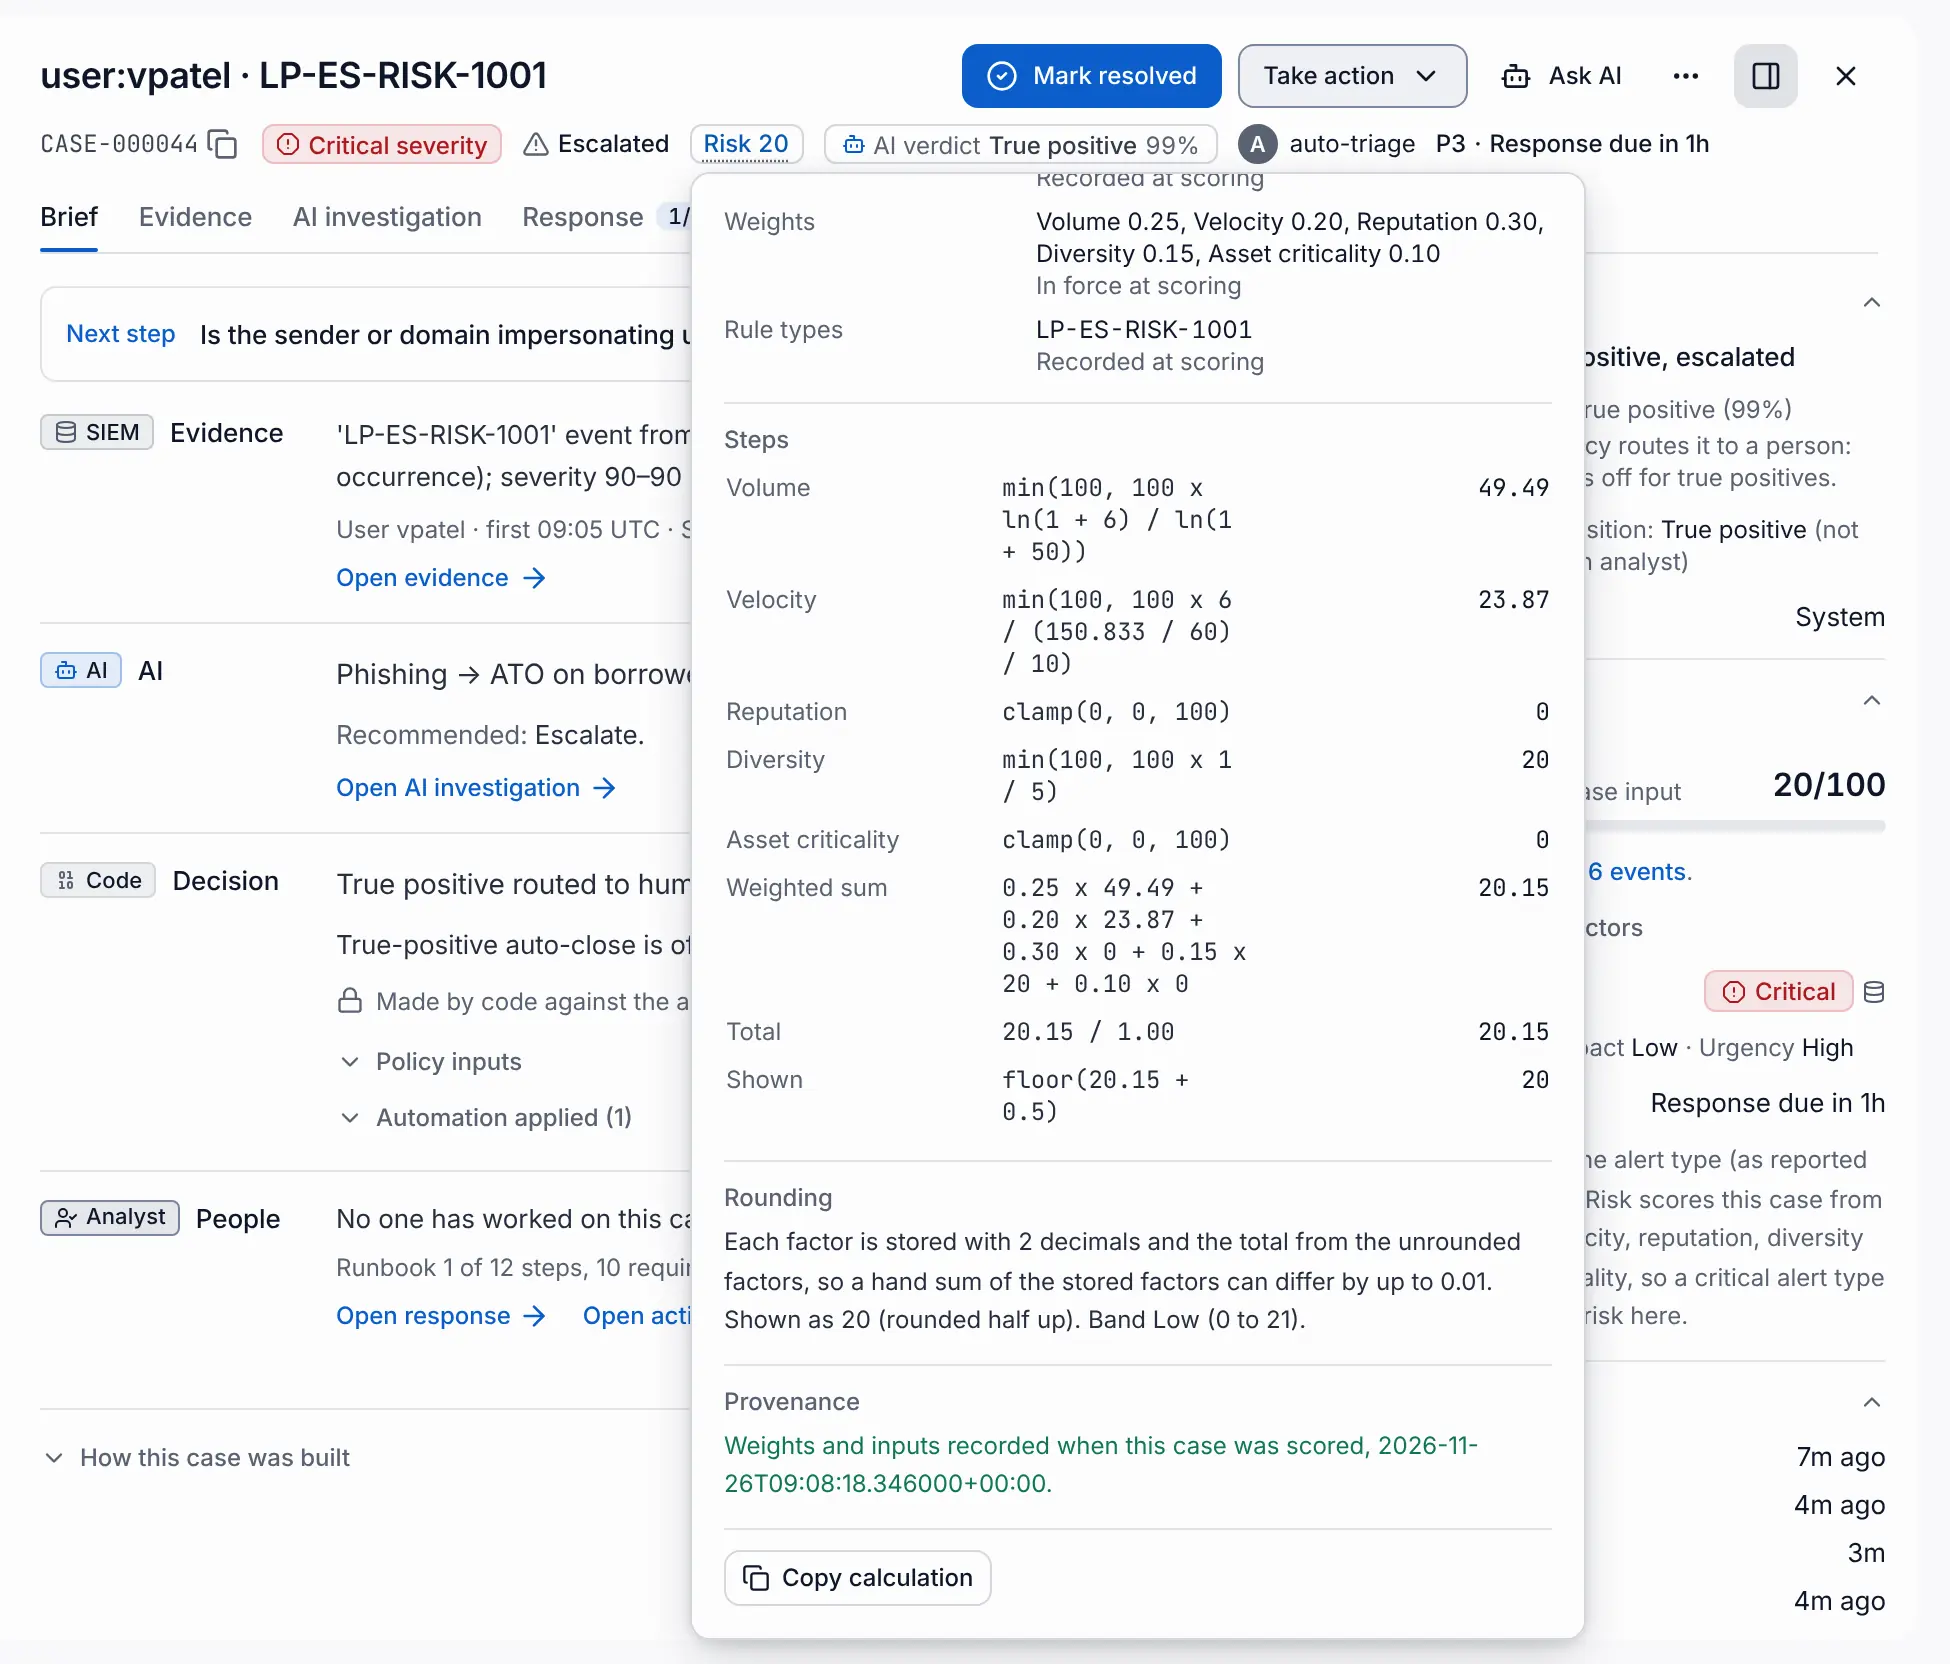 user:vpatel · LP-ES-RISK-1001
Mark resolved
Take action
Ask AI
CASE-000044
Critical severity
Escalated
Risk 20
AI verdict True positive 99%
A auto-triage
P3 · Response due in 1h
Brief
Evidence
AI investigation
Response 1/
Next step Is the sender or domain impersonating
SIEM Evidence
'LP-ES-RISK-1001' event from
occurrence); severity 90–90
User vpatel · first 09:05 UTC ·
Open evidence →
AI AI
Phishing → ATO on
Recommended: Escalate.
Open AI investigation →
Code Decision
True positive routed to
True-positive auto-close is
Made by code against the
Policy inputs
Automation applied (1)
Analyst People
No one has worked on this
Runbook 1 of 12 steps, 10
Open response →
Open
How this case was built
Recorded at scoring
Weights
Volume 0.25, Velocity 0.20, Reputation 0.30,
Diversity 0.15, Asset criticality 0.10
In force at scoring
Rule types
LP-ES-RISK-1001
Recorded at scoring
Steps
Volume
min(100, 100 x
ln(1 + 6) / ln(1
+ 50))
49.49
Velocity
min(100, 100 x 6
/ (150.833 / 60)
/ 10)
23.87
Reputation
clamp(0, 0, 100)
0
Diversity
min(100, 100 x 1
/ 5)
20
Asset criticality
clamp(0, 0, 100)
0
Weighted sum
0.25 x 49.49 +
0.20 x 23.87 +
0.30 x 0 + 0.15 x
20 + 0.10 x 0
20.15
Total
20.15 / 1.00
20.15
Shown
floor(20.15 +
0.5)
20
Rounding
Each factor is stored with 2 decimals and the total from the unrounded
factors, so a hand sum of the stored factors can differ by up to 0.01.
Shown as 20 (rounded half up). Band Low (0 to 21).
Provenance
Weights and inputs recorded when this case was scored, 2026-11-
26T09:08:18.346000+00:00.
Copy calculation
escalated
positive (99%)
routes it to a person:
off for true positives.
True positive (not
analyst)
System
input
20/100
6 events.
Critical
Low · Urgency High
Response due in 1h
alert type (as reported
Risk scores this case from
reputation, diversity
so a critical alert type
risk here.
7m ago
4m ago
3m
4m ago